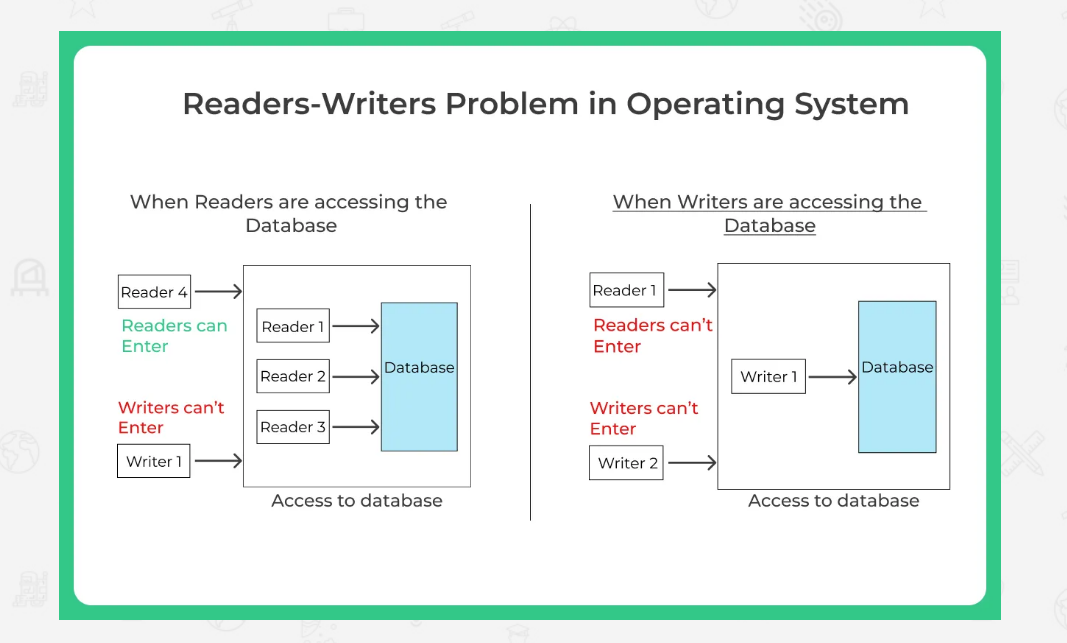 Readers-Writers Problem in Operating System
When Readers are accessing the
Database
Reader 4
Readers can
Enter
Reader 1
Reader 2
Reader 3
Database
Writers can't
Enter
Writer 1
Access to database
When Writers are accessing the
Database
Reader 1
Readers can't
Enter
Writer 1
Database
Writers can't
Enter
Writer 2
Access to database